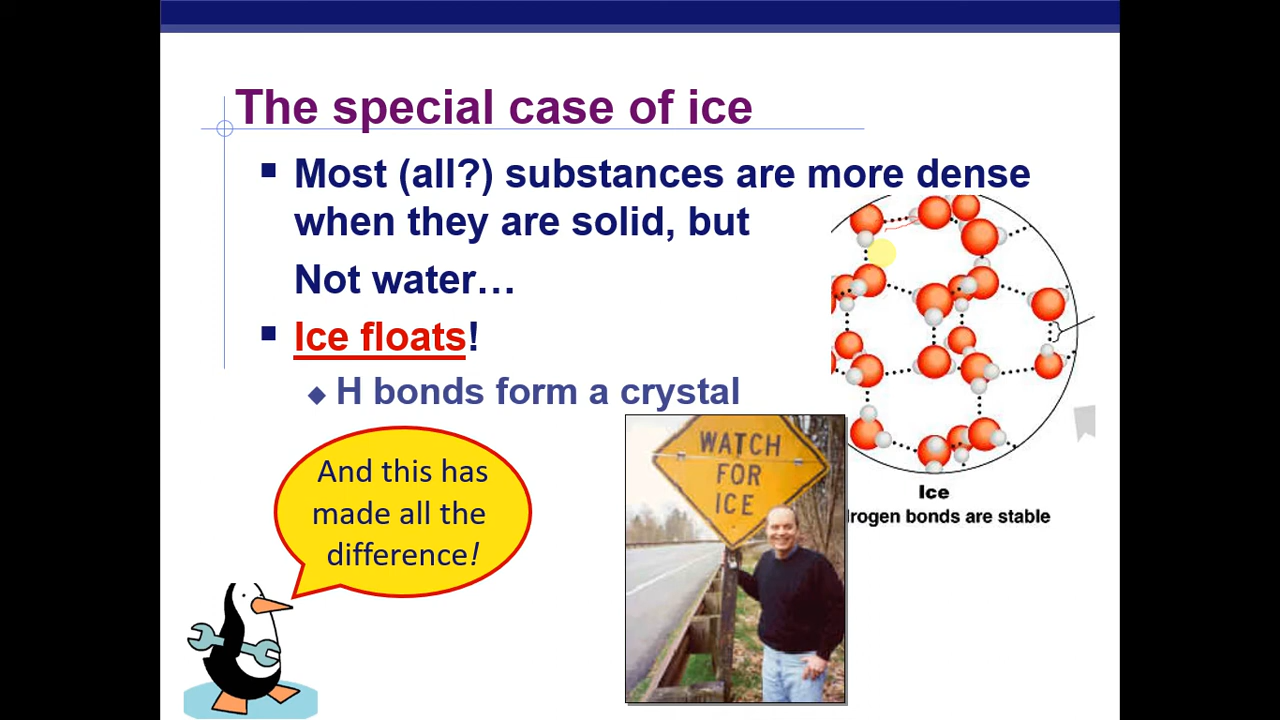 The special case of ice
Most (all?) substances are more dense
when they are solid, but
Not water…
Ice floats!
H bonds form a crystal
And this has
made all the
difference!
WATCH
FOR
ICE
Ice
rogen bonds are stable